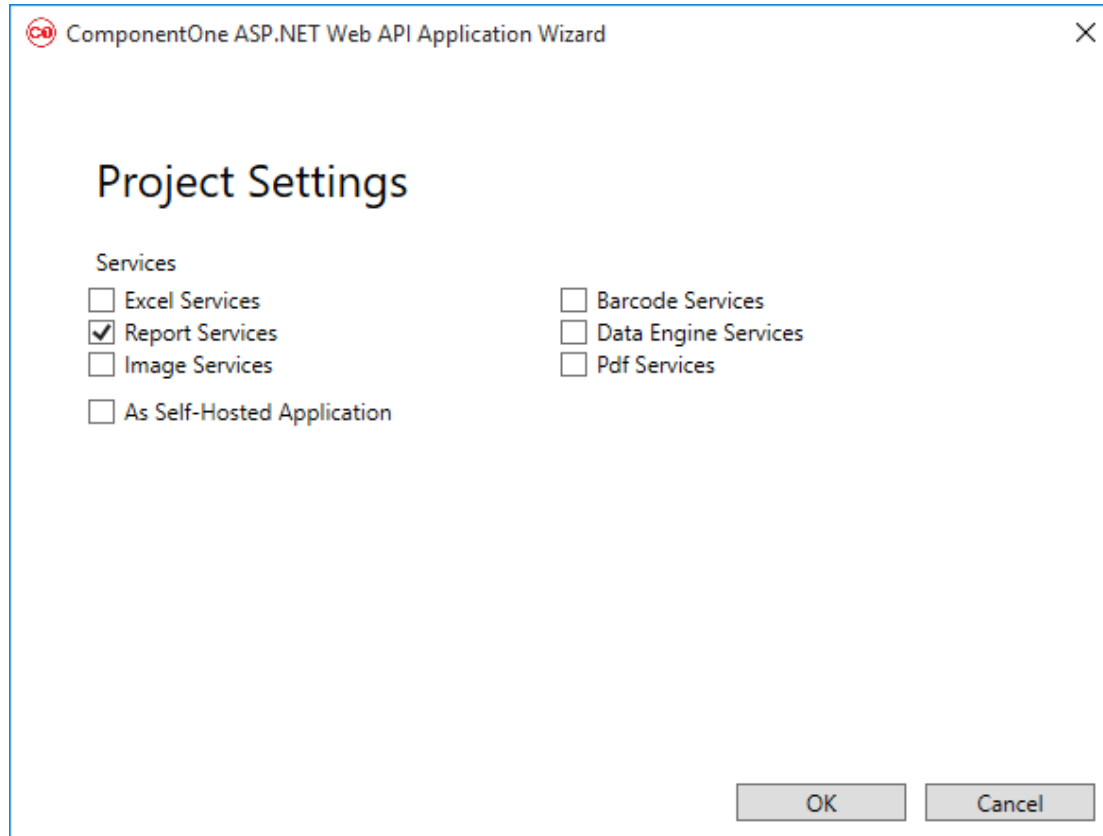 ComponentOne ASP.NET Web API Application Wizard
Project Settings
Services
Excel Services
Barcode Services
Report Services
Data Engine Services
Image Services
Pdf Services
As Self-Hosted Application
OK
Cancel